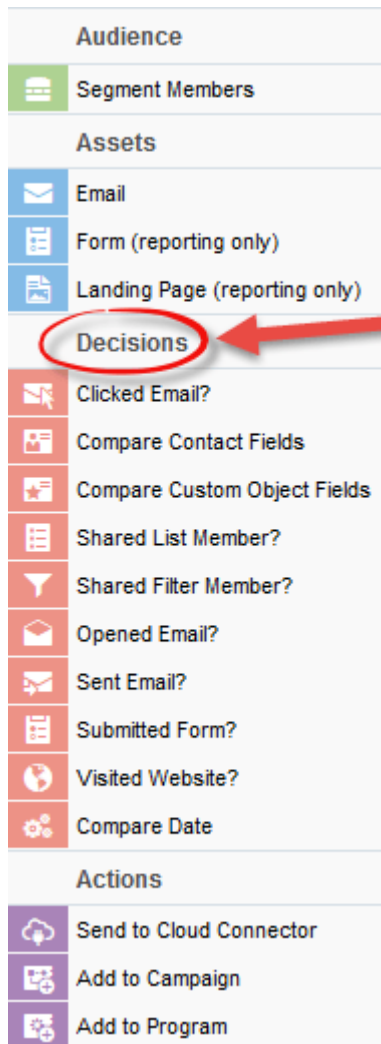 Audience
Segment Members
Assets
Email
Form (reporting only)
Landing Page (reporting only)
Decisions
Clicked Email?
Compare Contact Fields
Compare Custom Object Fields
Shared List Member?
Shared Filter Member?
Opened Email?
Sent Email?
Submitted Form?
Visited Website?
Compare Date
Actions
Send to Cloud Connector
Add to Campaign
Add to Program